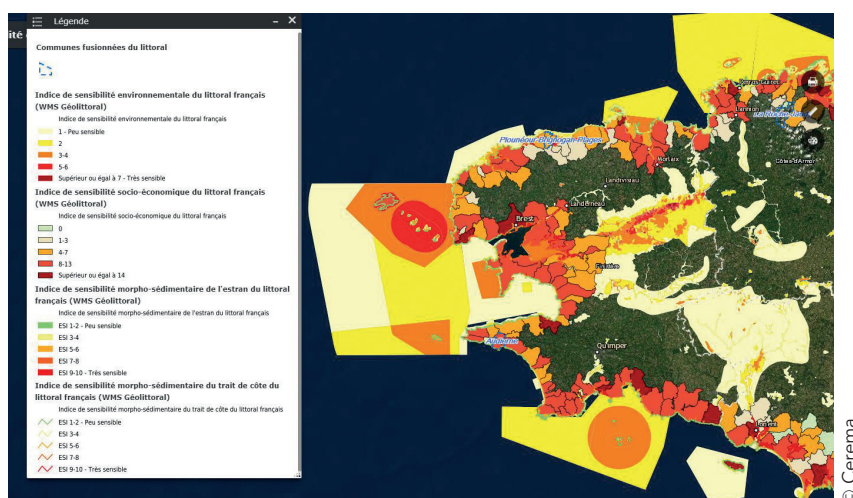 ité
Légende
Communes fusionnées du littoral
Indice de sensibilité environnementale du littoral français
(WMS Géolittoral)
Indice de sensibilité environnementale du littoral français
1 - Peu sensible
2
3-4
5-6
Supérieur ou égal à 7 - Très sensible
Indice de sensibilité socio-économique du littoral français
(WMS Géolittoral)
Indice de sensibilité socio-économique du littoral français
0
1-3
4-7
8-13
Supérieur ou égal à 14
Indice de sensibilité morpho-sédimentaire de l'estran du littoral
français (WMS Géolittoral)
Indice de sensibilité morpho-sédimentaire de l'estran du littoral français
ESI 1-2 - Peu sensible
ESI 3-4
ESI 5-6
ESI 7-8
ESI 9-10 - Très sensible
Indice de sensibilité morpho-sédimentaire du trait de côte du
littoral français (WMS Géolittoral)
Indice de sensibilité morpho-sédimentaire du trait de côte du littoral français
ESI 1-2 - Peu sensible
ESI 3-4
ESI 5-6
ESI 7-8
ESI 9-10 - Très sensible
Perros-Guirec
Lannion
Plounéour-Brignogan-Plages
Morlaix
Côtes-d'Armor
Landivisiau
Landerneau
Brest
Finistère
Audierne
Quimper
Lorient
© Cerema